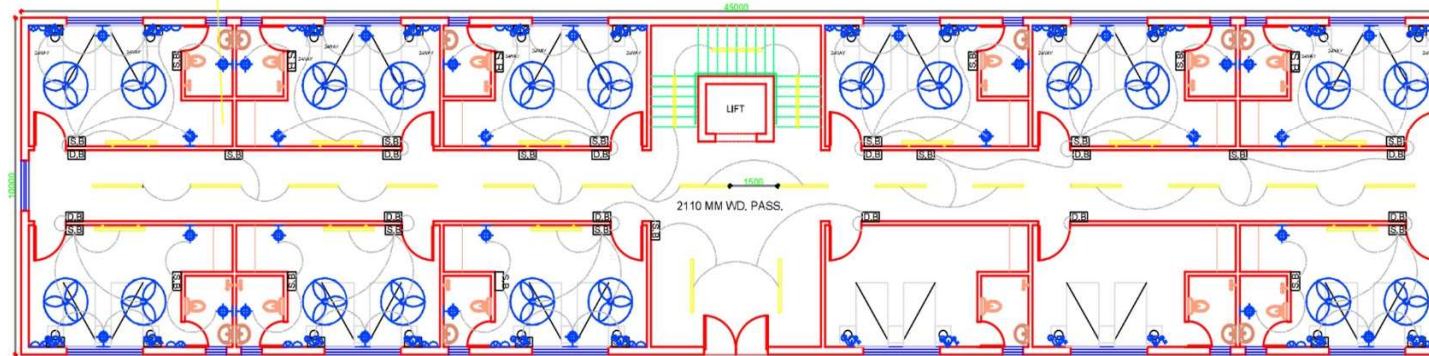 45000
S.B S.B S.B S.B S.B S.B
LIFT
S.B S.B S.B S.B S.B S.B
D.B S.B D.B S.B D.B D.B S.B D.B S.B D.B
10000
1500
2110 MM WD. PASS.
D.B D.B D.B D.B D.B D.B
S.B S.B S.B S.B S.B
S.B S.B S.B S.B